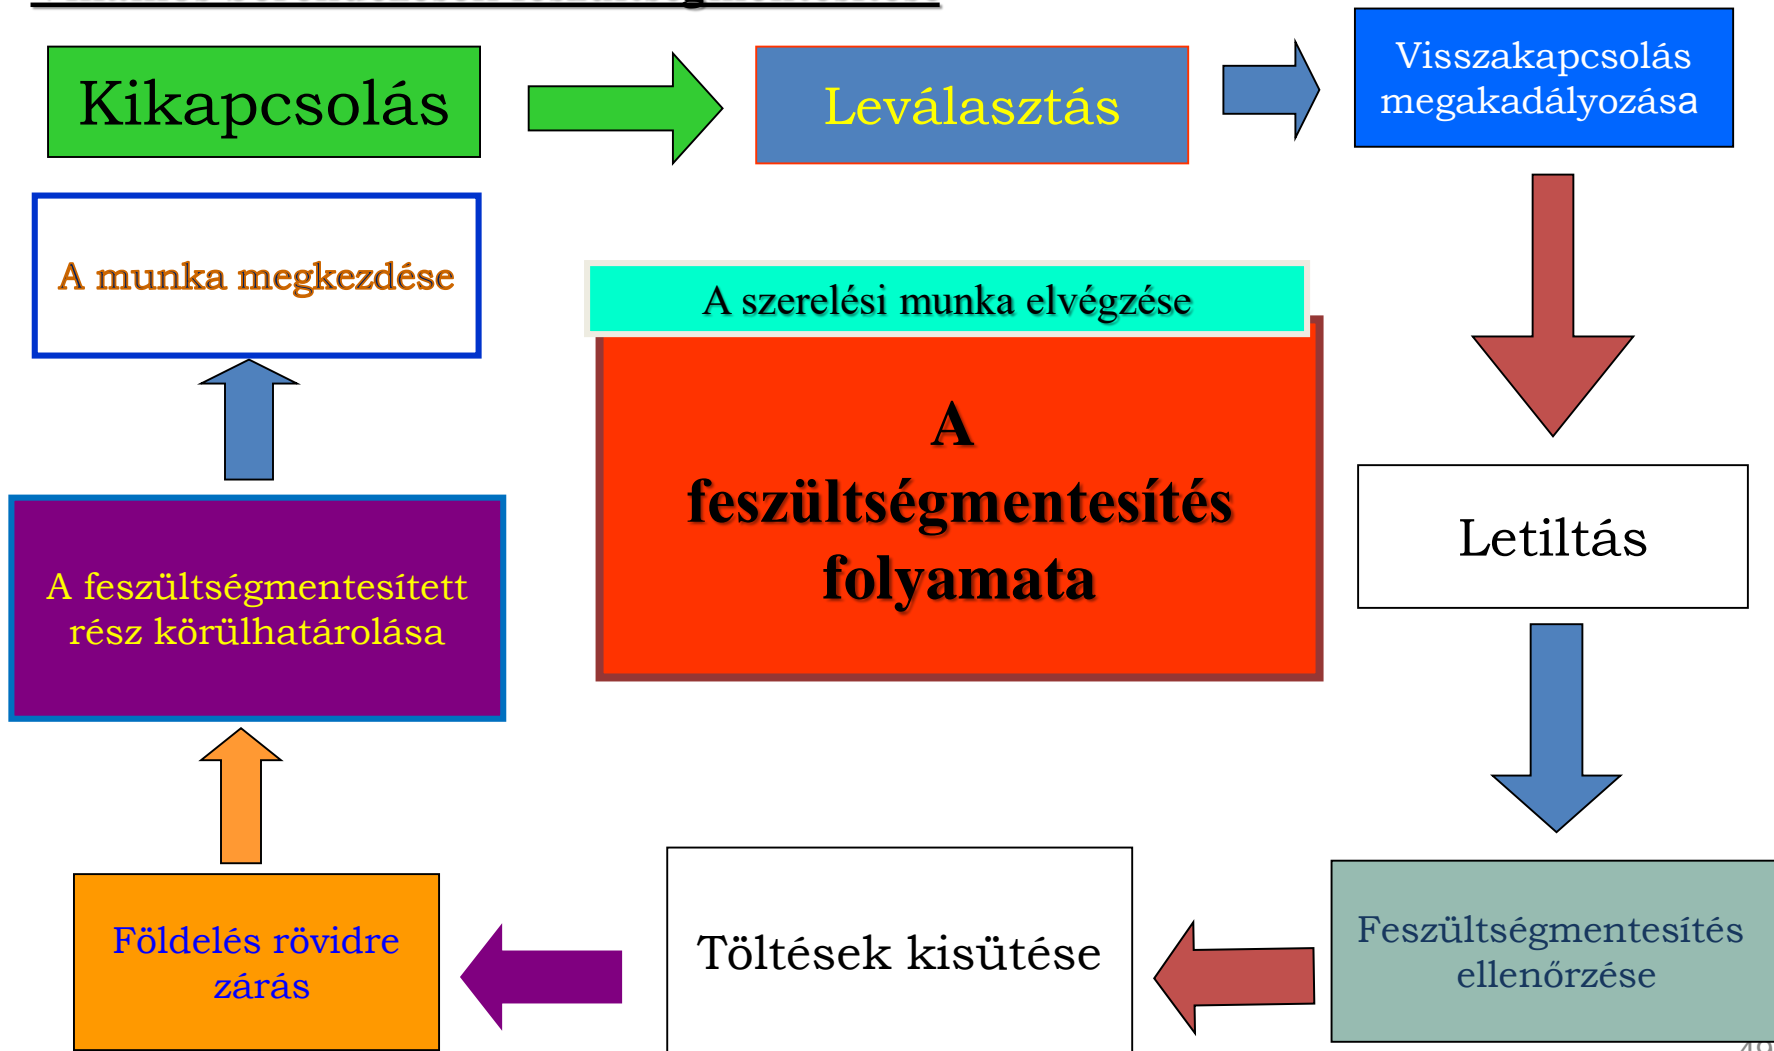 Kikapcsolás
Leválasztás
Visszakapcsolás
megakadályozása
A munka megkezdése
A szerelési munka elvégzése
A
feszültségmentesítés
folyamata
Letiltás
A feszültségmentesített
rész körülhatárolása
Földelés rövidre
zárás
Töltések kisütése
Feszültségmentesítés
ellenőrzése